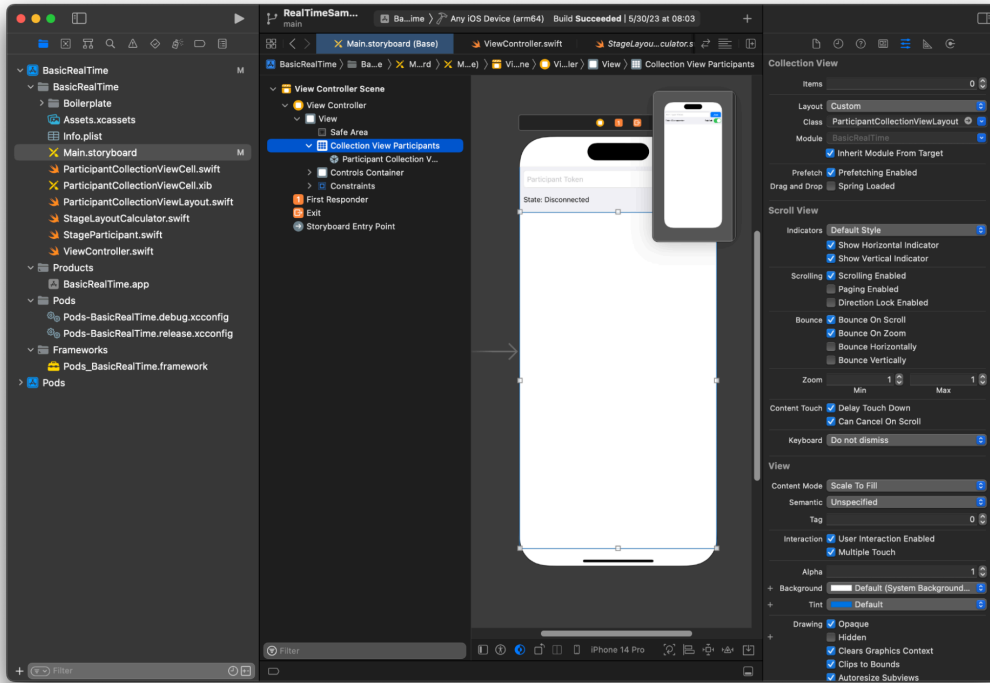 RealTimeSam...
main
Ba...ime
Any iOS Device (arm64)
Build Succeeded | 5/30/23 at 08:03
BasicRealTime
M
BasicRealTime
Boilerplate
Assets.xcassets
Info.plist
Main.storyboard
M
ParticipantCollectionViewCell.swift
ParticipantCollectionViewCell.xib
ParticipantCollectionViewLayout.swift
StageLayoutCalculator.swift
StageParticipant.swift
ViewController.swift
Products
BasicRealTime.app
Pods
Pods-BasicRealTime.debug.xcconfig
Pods-BasicRealTime.release.xcconfig
Frameworks
Pods_BasicRealTime.framework
Pods
Filter
Main.storyboard (Base)
ViewController.swift
StageLayou...culator.s
BasicRealTime
Ba...e
M...rd
M...e)
Vi...ne
Vi...ler
View
Collection View Participants
View Controller Scene
View Controller
View
Safe Area
Collection View Participants
Participant Collection V...
Controls Container
Constraints
First Responder
Exit
Storyboard Entry Point
Filter
Participant Token
State: Disconnected
iPhone 14 Pro
Collection View
Items 0
Layout Custom
Class ParticipantCollectionViewLayout
Module BasicRealTime
Inherit Module From Target
Prefetch Prefetching Enabled
Drag and Drop Spring Loaded
Scroll View
Indicators Default Style
Show Horizontal Indicator
Show Vertical Indicator
Scrolling Scrolling Enabled
Paging Enabled
Direction Lock Enabled
Bounce Bounce On Scroll
Bounce On Zoom
Bounce Horizontally
Bounce Vertically
Zoom 1 1
Min Max
Content Touch Delay Touch Down
Can Cancel On Scroll
Keyboard Do not dismiss
View
Content Mode Scale To Fill
Semantic Unspecified
Tag 0
Interaction User Interaction Enabled
Multiple Touch
Alpha 1
Background Default (System Background...
Tint Default
Drawing Opaque
Hidden
Clears Graphics Context
Clips to Bounds
Autoresize Subviews